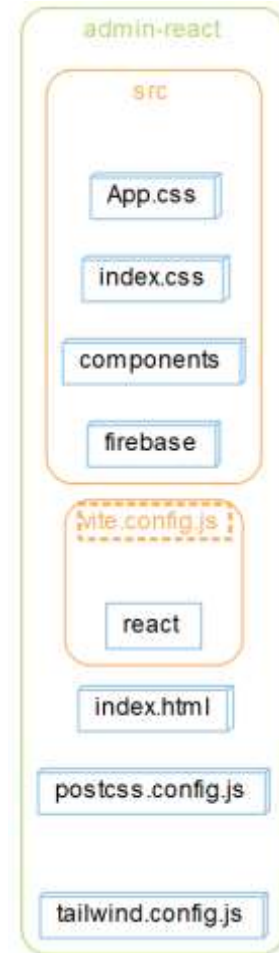 admin-react
src
App.css
index.css
components
firebase
vite.config.js
react
index.html
postcss.config.js
tailwind.config.js